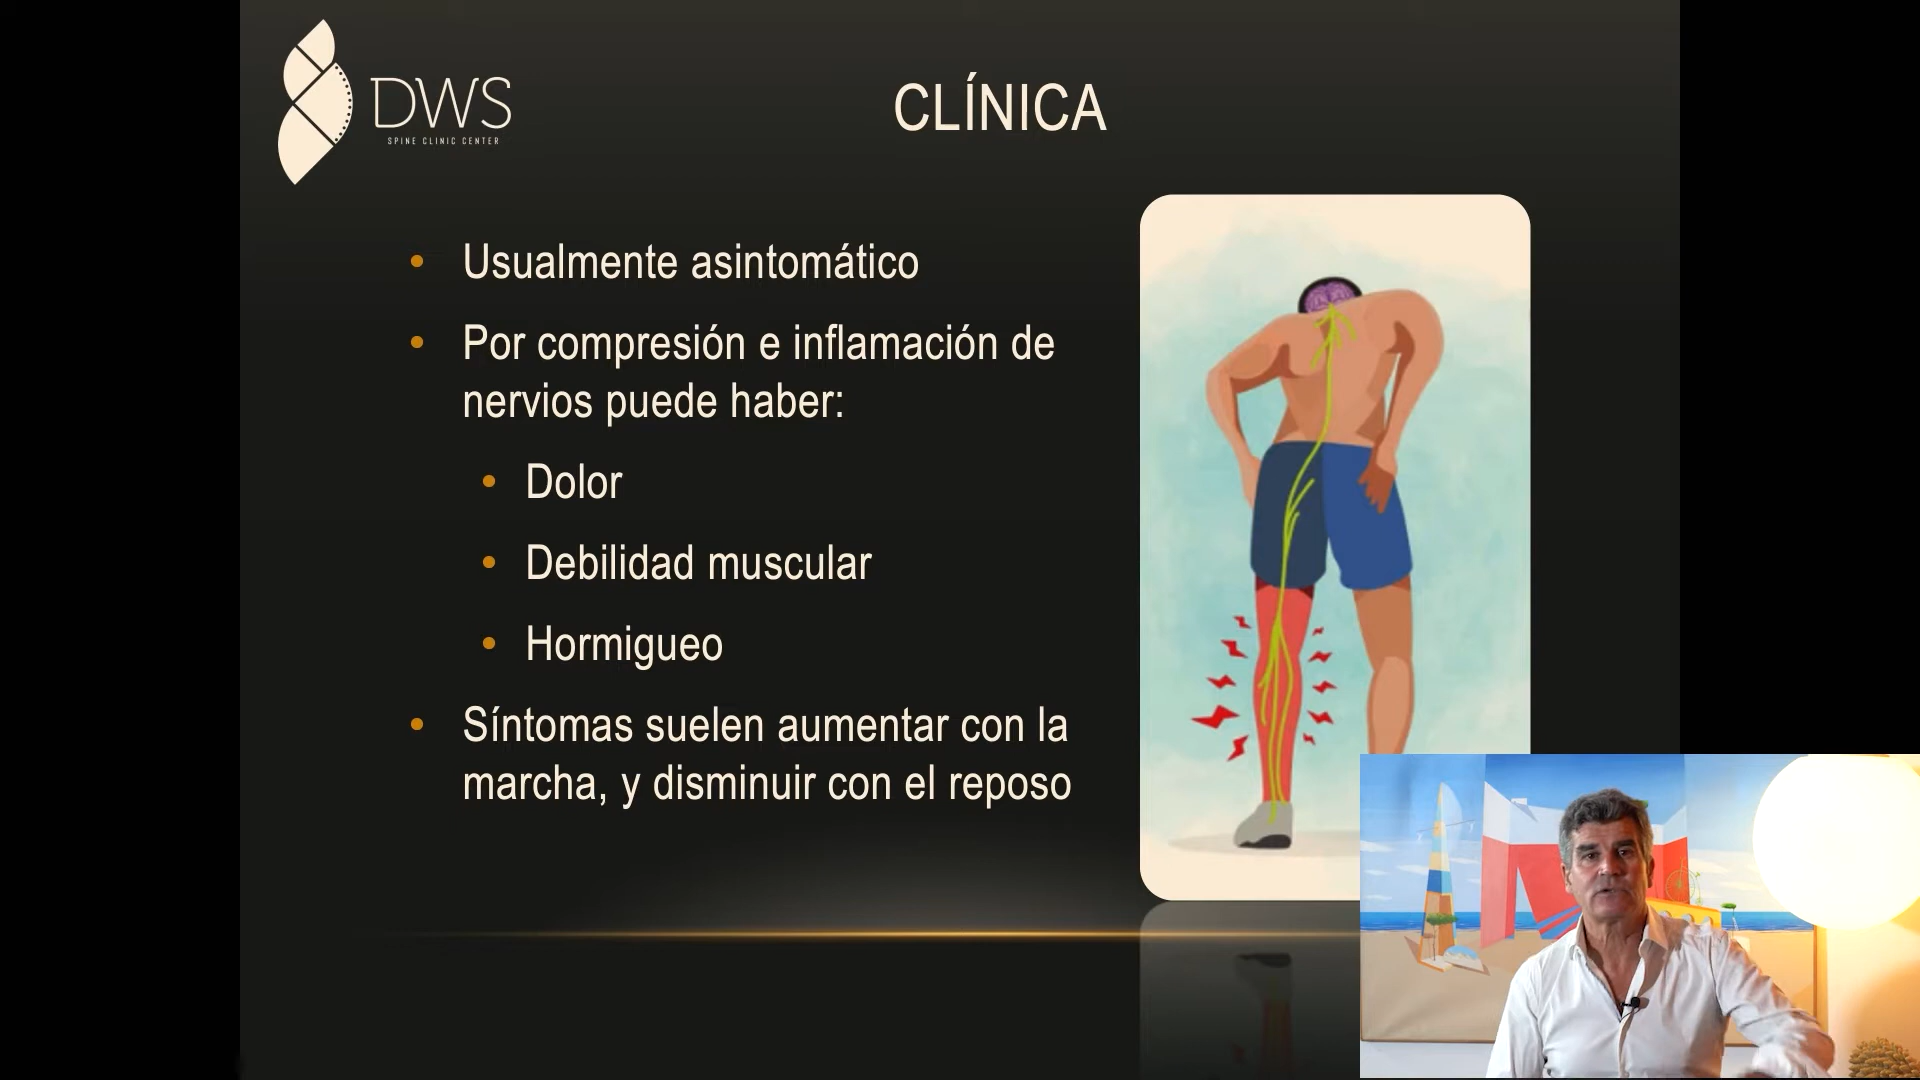 DWS
SPINE CLINIC CENTER
CLÍNICA
• Usualmente asintomático
• Por compresión e inflamación de
nervios puede haber:
• Dolor
• Debilidad muscular
• Hormigueo
• Síntomas suelen aumentar con la
marcha, y disminuir con el reposo